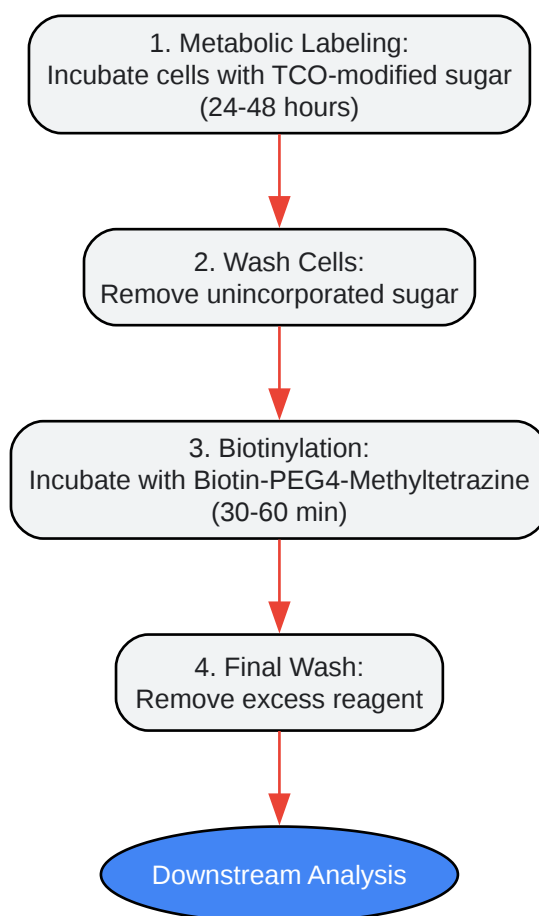 1. Metabolic Labeling:
Incubate cells with TCO-modified sugar
(24-48 hours)
2. Wash Cells:
Remove unincorporated sugar
3. Biotinylation:
Incubate with Biotin-PEG4-Methyltetrazine
(30-60 min)
4. Final Wash:
Remove excess reagent
Downstream Analysis